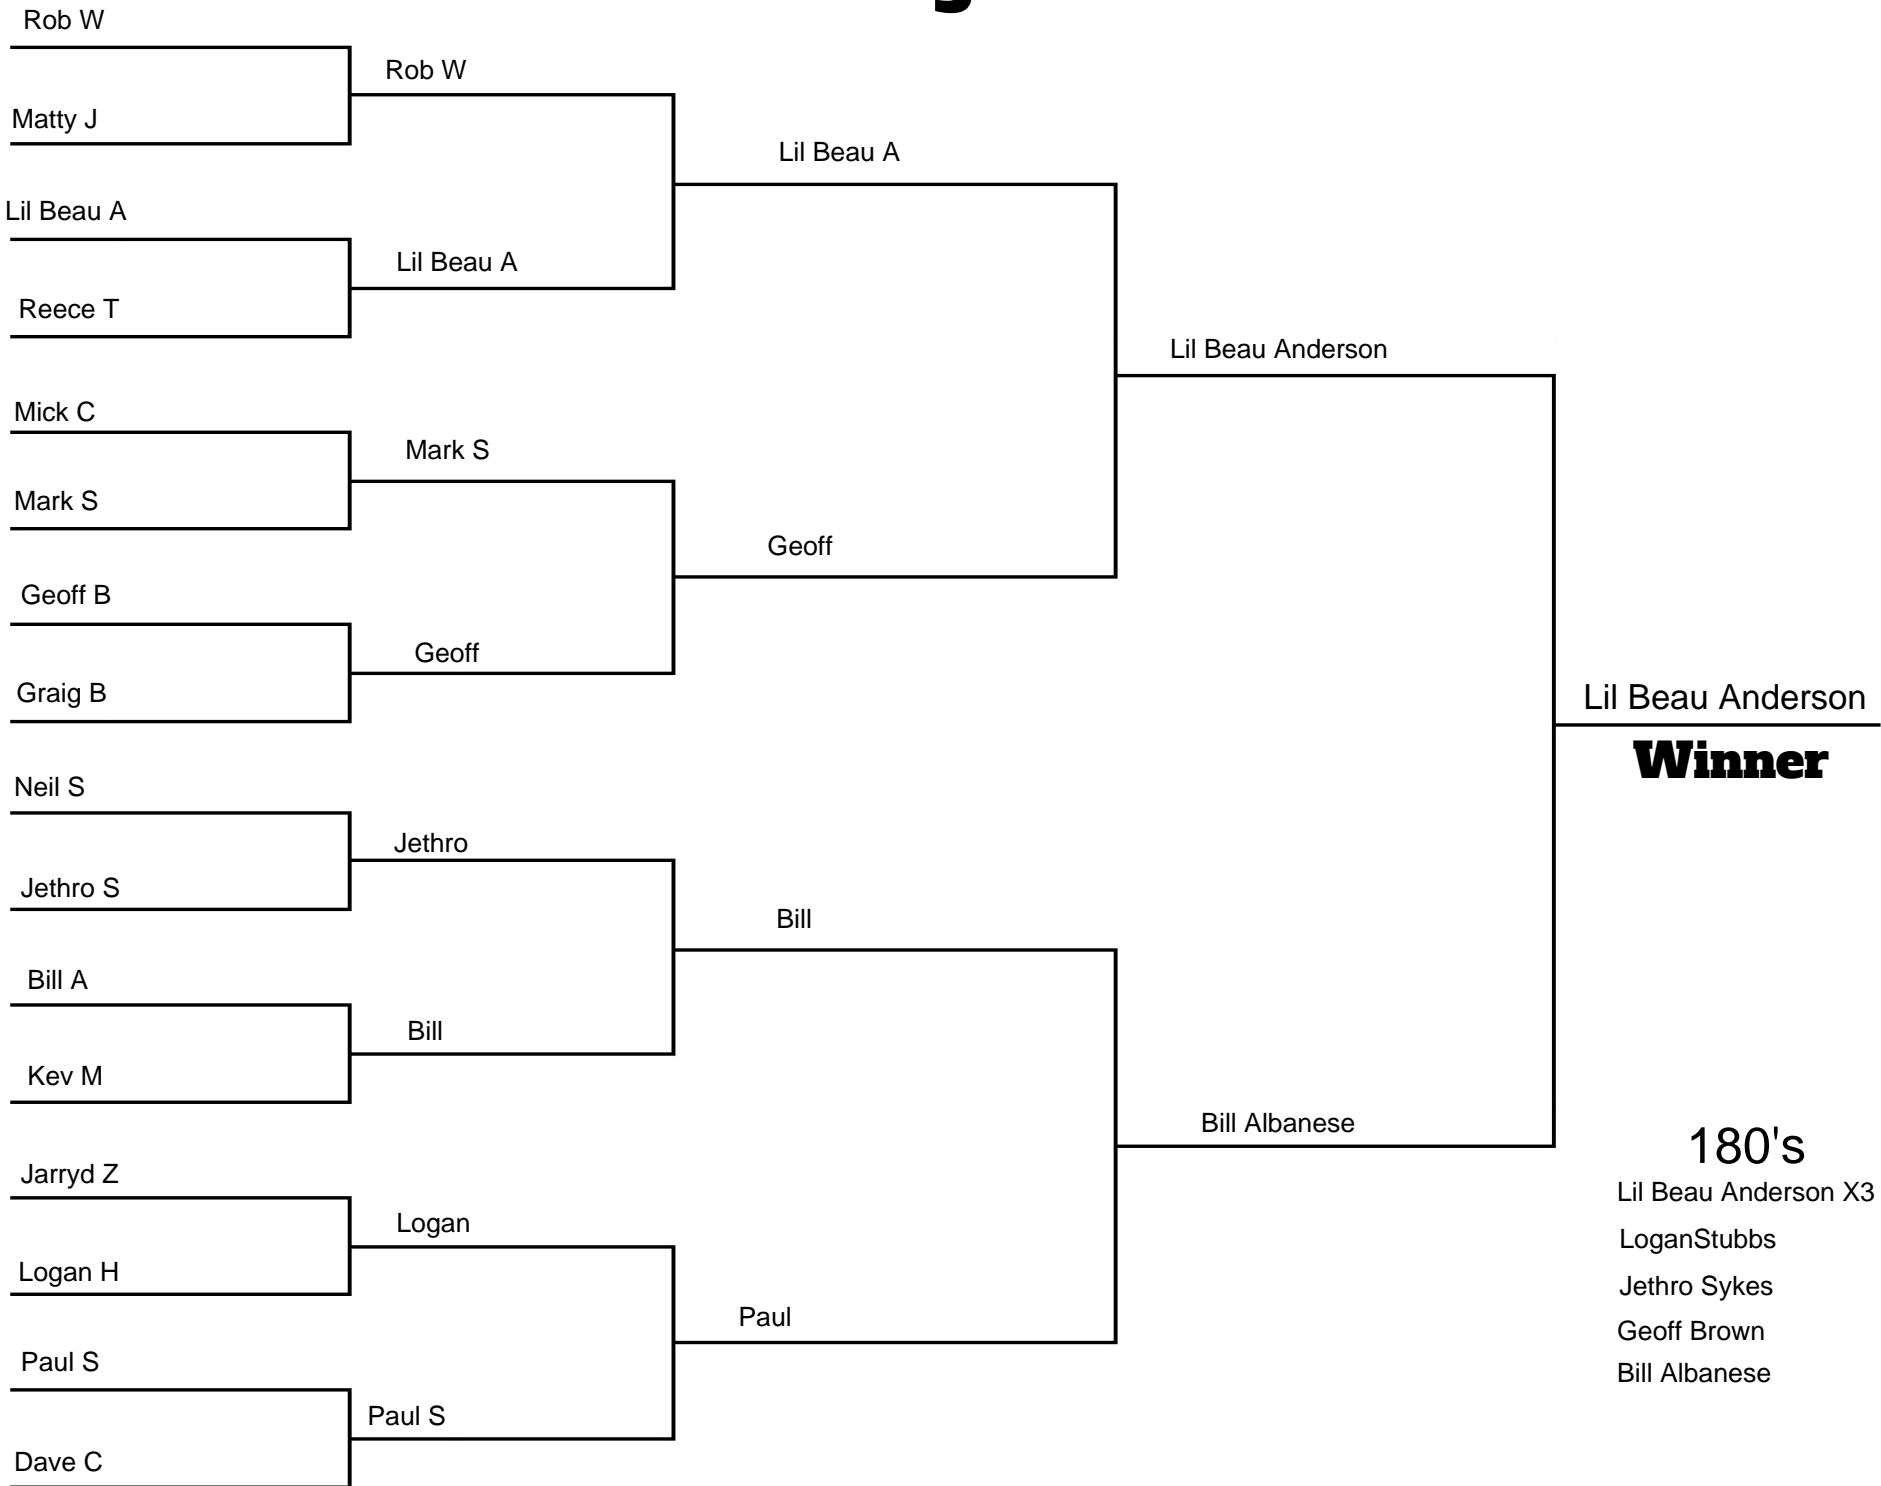 Rob W
Matty J
Lil Beau A
Reece T
Mick C
Mark S
Geoff B
Graig B
Neil S
Jethro S
Bill A
Kev M
Jarryd Z
Logan H
Paul S
Dave C
Rob W
Lil Beau A
Mark S
Geoff
Jethro
Bill
Logan
Paul S
Lil Beau A
Geoff
Bill
Paul
Lil Beau Anderson
Bill Albanese
Lil Beau Anderson
Winner
180's
Lil Beau Anderson X3
LoganStubbs
Jethro Sykes
Geoff Brown
Bill Albanese